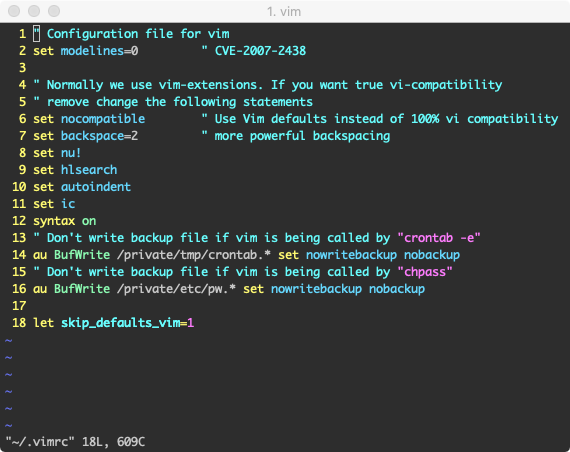 1. vim
1 " Configuration file for vim
2 set modelines=0         " CVE-2007-2438
3
4 " Normally we use vim-extensions. If you want true vi-compatibility
5 " remove change the following statements
6 set nocompatible        " Use Vim defaults instead of 100% vi compatibility
7 set backspace=2         " more powerful backspacing
8 set nu!
9 set hlsearch
10 set autoindent
11 set ic
12 syntax on
13 " Don't write backup file if vim is being called by "crontab -e"
14 au BufWrite /private/tmp/crontab.* set nowritebackup nobackup
15 " Don't write backup file if vim is being called by "chpass"
16 au BufWrite /private/etc/pw.* set nowritebackup nobackup
17
18 let skip_defaults_vim=1
~
~
~
~
~
~
"~/.vimrc" 18L, 609C